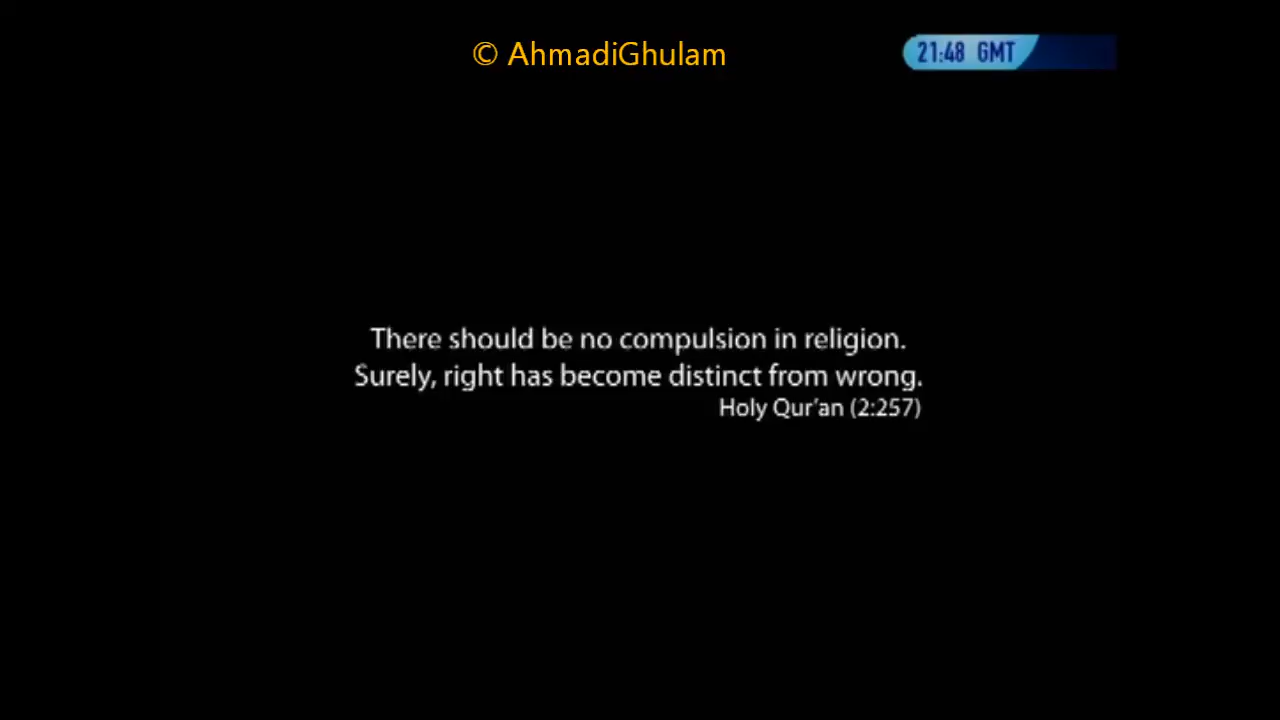 © AhmadiGhulam
21:48 GMT
There should be no compulsion in religion.
Surely, right has become distinct from wrong.
Holy Qur'an (2:257)